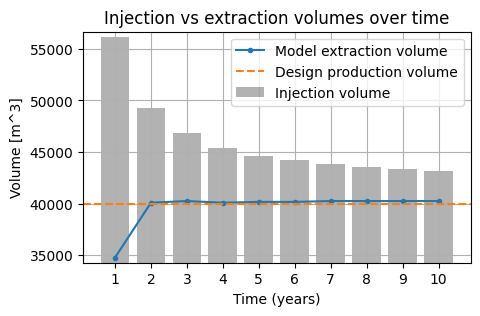 Injection vs extraction volumes over time
Volume [m^3]
55000
50000
45000
40000
35000
Model extraction volume
Design production volume
Injection volume
1 2 3 4 5 6 7 8 9 10
Time (years)